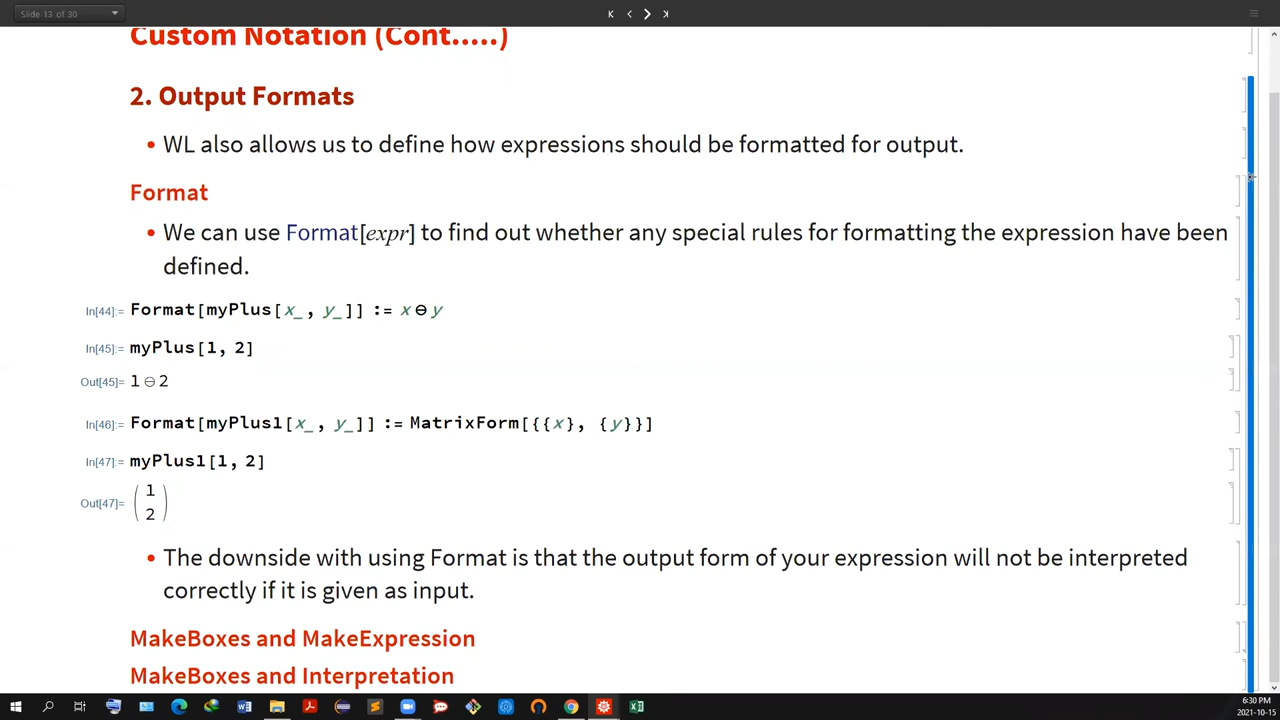 Slide 13 of 30
Custom Notation (Cont.....)
2. Output Formats
• WL also allows us to define how expressions should be formatted for output.
Format
• We can use Format[expr] to find out whether any special rules for formatting the expression have been
defined.
In[44]:= Format[myPlus[x_, y_]] := x ⊖ y
In[45]:= myPlus[1, 2]
Out[45]= 1 ⊖ 2
In[46]:= Format[myPlus1[x_, y_]] := MatrixForm[{{x}, {y}}]
In[47]:= myPlus1[1, 2]
Out[47]= ( 1
2 )
• The downside with using Format is that the output form of your expression will not be interpreted
correctly if it is given as input.
MakeBoxes and MakeExpression
MakeBoxes and Interpretation
6:30 PM
2021-10-15